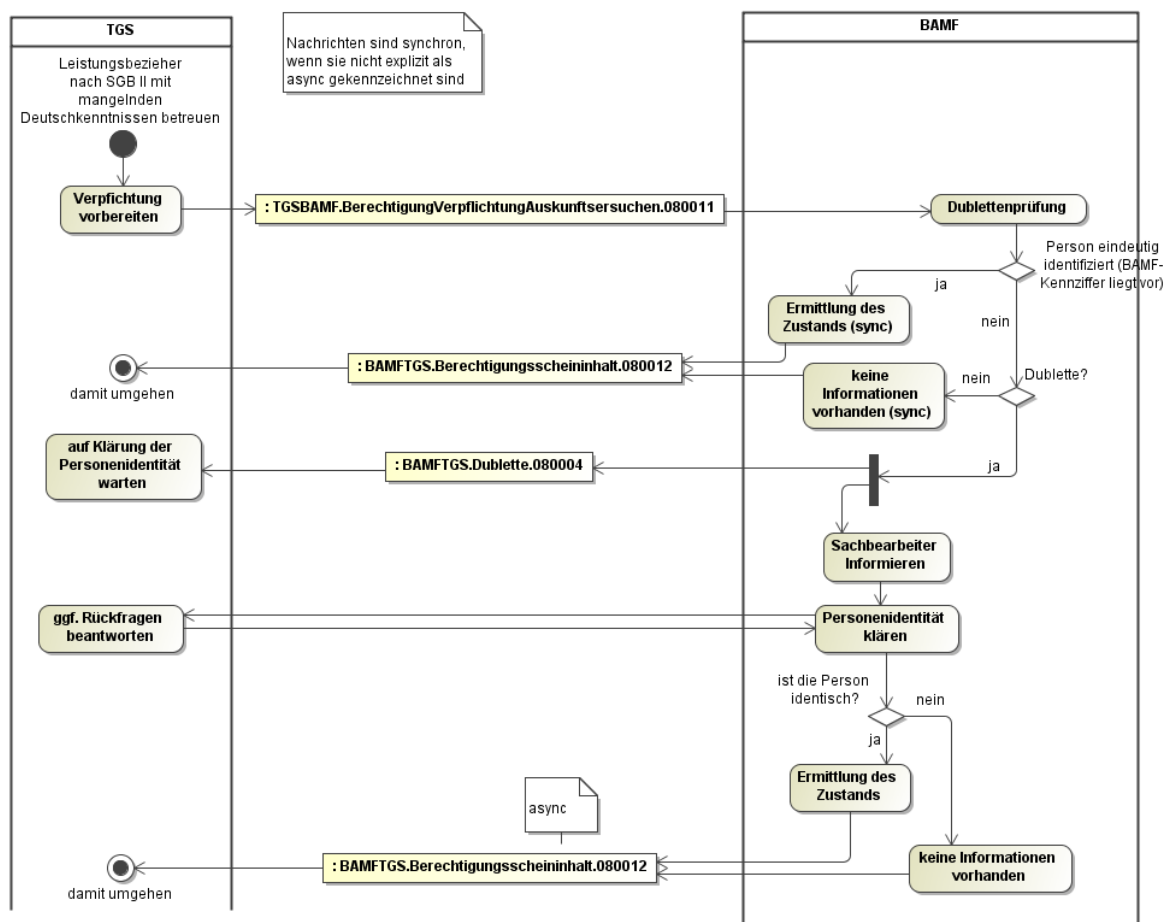 TGS
BAMF
Leistungsbezieher
nach SGB II mit
mangelnden
Deutschkenntnissen betreuen
Nachrichten sind synchron,
wenn sie nicht explizit als
async gekennzeichnet sind
Verpfichtung
vorbereiten
: TGSBAMF.BerechtigungVerpflichtungAuskunftsersuchen.080011
Dublettenprüfung
Person eindeutig
identifiziert (BAMF-
Kennziffer liegt vor)
ja
nein
Ermittlung des
Zustands (sync)
: BAMFTGS.Berechtigungsscheininhalt.080012
damit umgehen
keine
Informationen
vorhanden (sync)
nein
Dublette?
auf Klärung der
Personenidentität
warten
: BAMFTGS.Dublette.080004
ja
Sachbearbeiter
Informieren
ggf. Rückfragen
beantworten
Personenidentität
klären
ist die Person
identisch?
nein
ja
Ermittlung des
Zustands
async
: BAMFTGS.Berechtigungsscheininhalt.080012
keine Informationen
vorhanden
damit umgehen